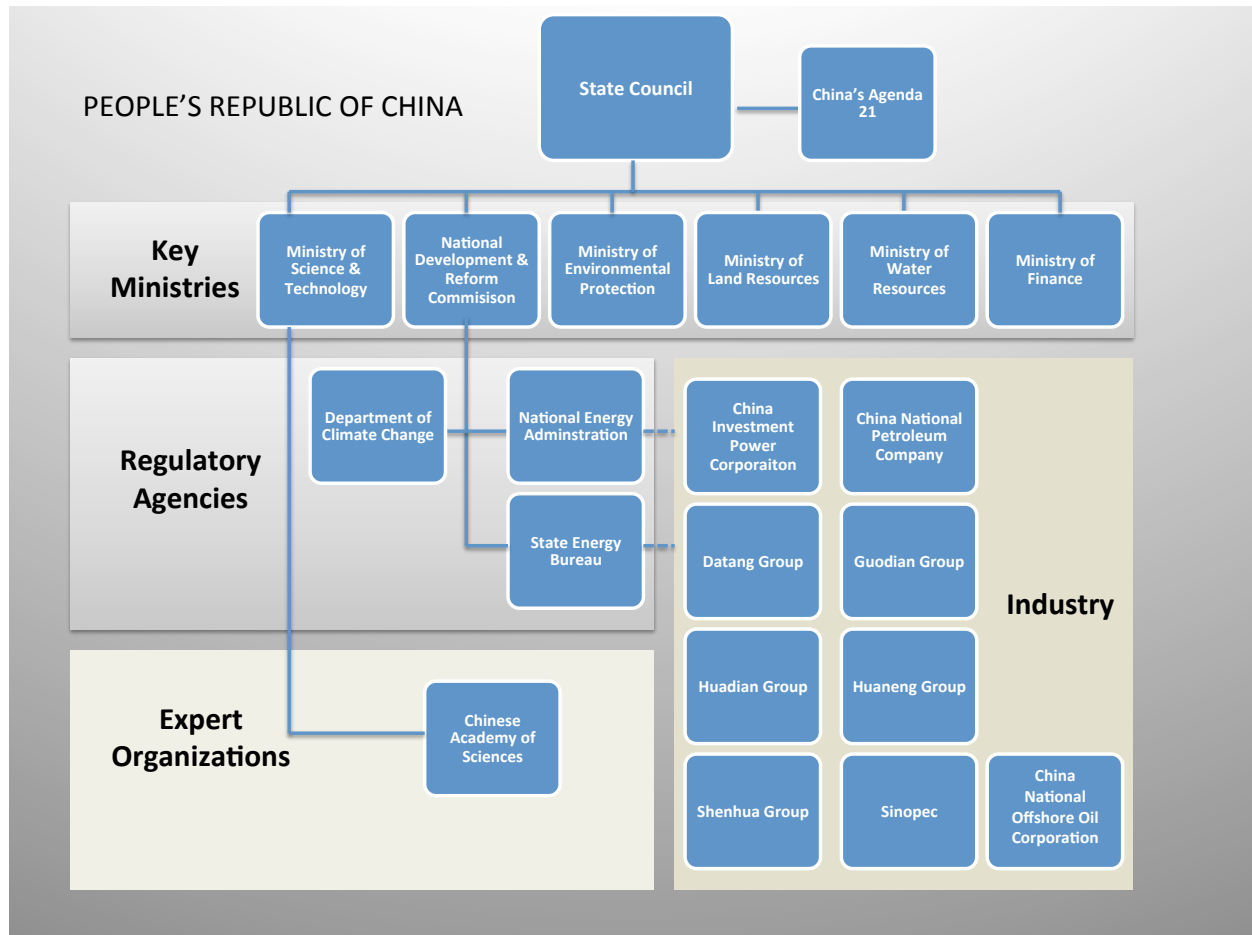 PEOPLE'S REPUBLIC OF CHINA
State Council
China's Agenda
21
Key
Ministries
Ministry of
Science &
Technology
National
Development &
Reform
Commisison
Ministry of
Environmental
Protection
Ministry of
Land Resources
Ministry of
Water
Resources
Ministry of
Finance
Regulatory
Agencies
Department of
Climate Change
National Energy
Adminstration
State Energy
Bureau
Expert
Organizations
Chinese
Academy of
Sciences
Industry
China
Investment
Power
Corporaiton
China National
Petroleum
Company
Datang Group
Guodian Group
Huadian Group
Huaneng Group
Shenhua Group
Sinopec
China
National
Offshore Oil
Corporation